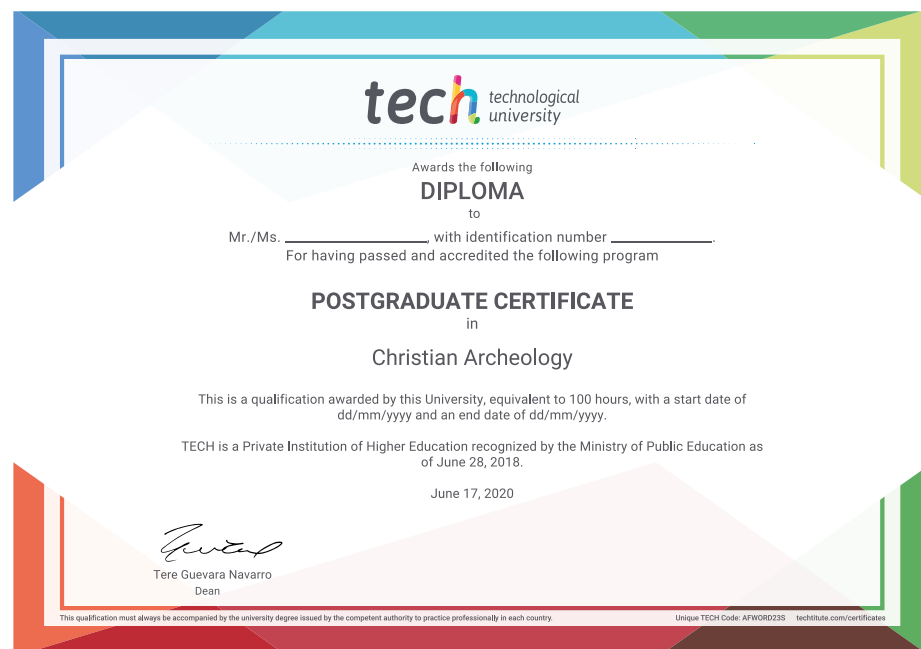 tech technological
university
Awards the following
DIPLOMA
to
Mr./Ms. ________________, with identification number ____________.
For having passed and accredited the following program
POSTGRADUATE CERTIFICATE
in
Christian Archeology
This is a qualification awarded by this University, equivalent to 100 hours, with a start date of
dd/mm/yyyy and an end date of dd/mm/yyyy.
TECH is a Private Institution of Higher Education recognized by the Ministry of Public Education as
of June 28, 2018.
June 17, 2020
Tere Guevara Navarro
Dean
This qualification must always be accompanied by the university degree issued by the competent authority to practice professionally in each country. Unique TECH Code: AFWORD23S techtitute.com/certificates